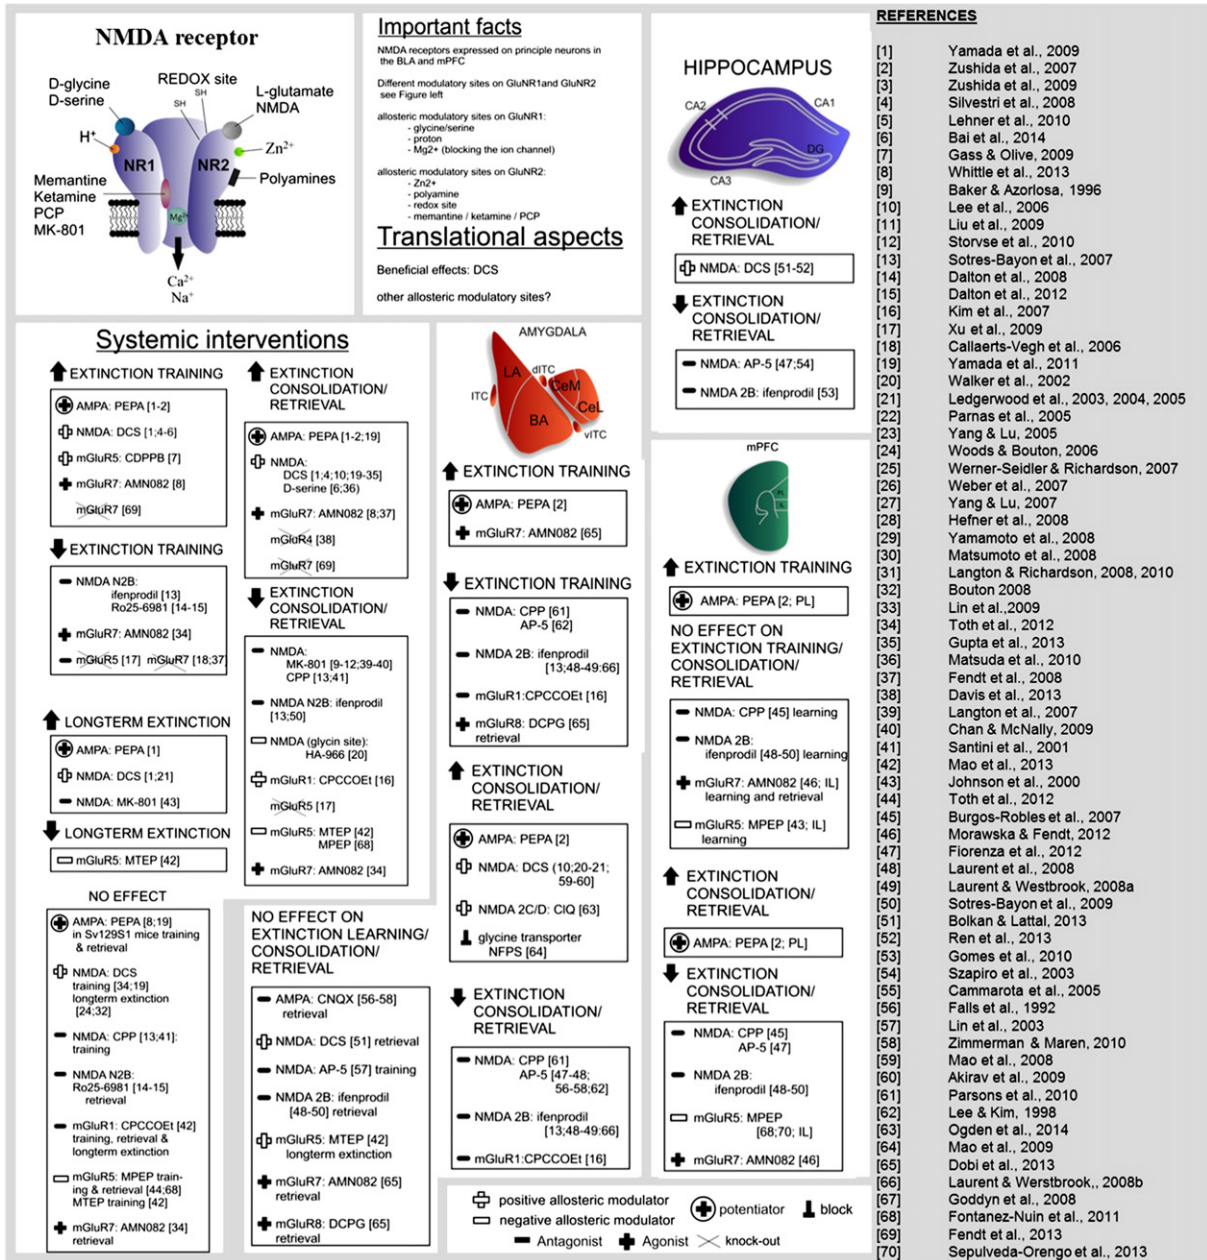 NMDA receptor
D-glycine
D-serine
REDOX site
SH
SH
L-glutamate
NMDA
H⁺
NR1
NR2
Zn²⁺
Polyamines
Memantine
Ketamine
PCP
MK-801
Mg²⁺
Ca²⁺
Na⁺
Important facts
NMDA receptors expressed on principle neurons in
the BLA and mPFC
Different modulatory sites on GluNR1and GluNR2
see Figure left
allosteric modulatory sites on GluNR1:
- glycine/serine
- proton
- Mg2+ (blocking the ion channel)
allosteric modulatory sites on GluNR2:
- Zn2+
- polyamine
- redox site
- memantine / ketamine / PCP
Translational aspects
Beneficial effects: DCS
other allosteric modulatory sites?
HIPPOCAMPUS
CA2
CA1
DG
CA3
EXTINCTION
CONSOLIDATION/
RETRIEVAL
NMDA: DCS [51-52]
EXTINCTION
CONSOLIDATION/
RETRIEVAL
NMDA: AP-5 [47;54]
NMDA 2B: ifenprodil [53]
Systemic interventions
EXTINCTION TRAINING
AMPA: PEPA [1-2]
NMDA: DCS [1;4-6]
mGluR5: CDPPB [7]
mGluR7: AMN082 [8]
mGluR7 [69]
EXTINCTION TRAINING
NMDA N2B:
ifenprodil [13]
Ro25-6981 [14-15]
mGluR7: AMN082 [34]
mGluR5 [17] mGluR7 [18;37]
LONGTERM EXTINCTION
AMPA: PEPA [1]
NMDA: DCS [1;21]
NMDA: MK-801 [43]
LONGTERM EXTINCTION
mGluR5: MTEP [42]
NO EFFECT
AMPA: PEPA [8;19]
in Sv129S1 mice training
& retrieval
NMDA: DCS
training [34;19]
longterm extinction
[24;32]
NMDA: CPP [13;41]:
training
NMDA N2B:
Ro25-6981 [14-15]
retrieval
mGluR1: CPCCOEt [42]
training, retrieval &
longterm extinction
mGluR5: MPEP train-
ing & retrieval [44;68]
MTEP training [42]
mGluR7: AMN082 [34]
retrieval
EXTINCTION
CONSOLIDATION/
RETRIEVAL
AMPA: PEPA [1-2;19]
NMDA:
DCS [1;4;10;19-35]
D-serine [6;36)
mGluR7: AMN082 [8;37]
mGluR4 [38]
mGluR7 [69]
EXTINCTION
CONSOLIDATION/
RETRIEVAL
NMDA:
MK-801 [9-12;39-40]
CPP [13;41]
NMDA N2B: ifenprodil
[13;50]
NMDA (glycin site):
HA-966 [20]
mGluR1: CPCCOEt [16]
mGluR5 [17]
mGluR5: MTEP [42]
MPEP [68]
mGluR7: AMN082 [34]
NO EFFECT ON
EXTINCTION LEARNING/
CONSOLIDATION/
RETRIEVAL
AMPA: CNQX [56-58]
retrieval
NMDA: DCS [51] retrieval
NMDA: AP-5 [57] training
NMDA 2B: ifenprodil
[48-50] retrieval
mGluR5: MTEP [42]
longterm extinction
mGluR7: AMN082 [65]
retrieval
mGluR8: DCPG [65]
retrieval
AMYGDALA
LA
dITC
CeM
ITC
CeL
BA
vITC
EXTINCTION TRAINING
AMPA: PEPA [2]
mGluR7: AMN082 [65]
EXTINCTION TRAINING
NMDA: CPP [61]
AP-5 [62]
NMDA 2B: ifenprodil
[13;48-49:66]
mGluR1:CPCCOEt [16]
mGluR8: DCPG [65]
retrieval
EXTINCTION
CONSOLIDATION/
RETRIEVAL
AMPA: PEPA [2]
NMDA: DCS (10;20-21;
59-60]
NMDA 2C/D: CIQ [63]
glycine transporter
NFPS [64]
EXTINCTION
CONSOLIDATION/
RETRIEVAL
NMDA: CPP [61]
AP-5 [47-48;
56-58;62]
NMDA 2B: ifenprodil
[13;48-49:66]
mGluR1:CPCCOEt [16]
mPFC
PL
IL
EXTINCTION TRAINING
AMPA: PEPA [2; PL]
NO EFFECT ON
EXTINCTION TRAINING/
CONSOLIDATION/
RETRIEVAL
NMDA: CPP [45] learning
NMDA 2B:
ifenprodil [48-50] learning
mGluR7: AMN082 [46; IL]
learning and retrieval
mGluR5: MPEP [43; IL]
learning
EXTINCTION
CONSOLIDATION/
RETRIEVAL
AMPA: PEPA [2; PL]
EXTINCTION
CONSOLIDATION/
RETRIEVAL
NMDA: CPP [45]
AP-5 [47]
NMDA 2B:
ifenprodil [48-50]
mGluR5: MPEP
[68;70; IL]
mGluR7: AMN082 [46]
positive allosteric modulator
negative allosteric modulator
potentiator
block
Antagonist
Agonist
knock-out
REFERENCES
[1] Yamada et al., 2009
[2] Zushida et al., 2007
[3] Zushida et al., 2009
[4] Silvestri et al., 2008
[5] Lehner et al., 2010
[6] Bai et al., 2014
[7] Gass & Olive, 2009
[8] Whittle et al., 2013
[9] Baker & Azorlosa, 1996
[10] Lee et al., 2006
[11] Liu et al., 2009
[12] Storvse et al., 2010
[13] Sotres-Bayon et al., 2007
[14] Dalton et al., 2008
[15] Dalton et al., 2012
[16] Kim et al., 2007
[17] Xu et al., 2009
[18] Callaerts-Vegh et al., 2006
[19] Yamada et al., 2011
[20] Walker et al., 2002
[21] Ledgerwood et al., 2003, 2004, 2005
[22] Parnas et al., 2005
[23] Yang & Lu, 2005
[24] Woods & Bouton, 2006
[25] Werner-Seidler & Richardson, 2007
[26] Weber et al., 2007
[27] Yang & Lu, 2007
[28] Hefner et al., 2008
[29] Yamamoto et al., 2008
[30] Matsumoto et al., 2008
[31] Langton & Richardson, 2008, 2010
[32] Bouton 2008
[33] Lin et al.,2009
[34] Toth et al., 2012
[35] Gupta et al., 2013
[36] Matsuda et al., 2010
[37] Fendt et al., 2008
[38] Davis et al., 2013
[39] Langton et al., 2007
[40] Chan & McNally, 2009
[41] Santini et al., 2001
[42] Mao et al., 2013
[43] Johnson et al., 2000
[44] Toth et al., 2012
[45] Burgos-Robles et al., 2007
[46] Morawska & Fendt, 2012
[47] Fiorenza et al., 2012
[48] Laurent et al., 2008
[49] Laurent & Westbrook, 2008a
[50] Sotres-Bayon et al., 2009
[51] Bolkan & Lattal, 2013
[52] Ren et al., 2013
[53] Gomes et al., 2010
[54] Szapiro et al., 2003
[55] Cammarota et al., 2005
[56] Falls et al., 1992
[57] Lin et al., 2003
[58] Zimmerman & Maren, 2010
[59] Mao et al., 2008
[60] Akirav et al., 2009
[61] Parsons et al., 2010
[62] Lee & Kim, 1998
[63] Ogden et al., 2014
[64] Mao et al., 2009
[65] Dobi et al., 2013
[66] Laurent & Werstbrook,, 2008b
[67] Goddyn et al., 2008
[68] Fontanez-Nuin et al., 2011
[69] Fendt et al., 2013
[70] Sepulveda-Orengo et al., 2013